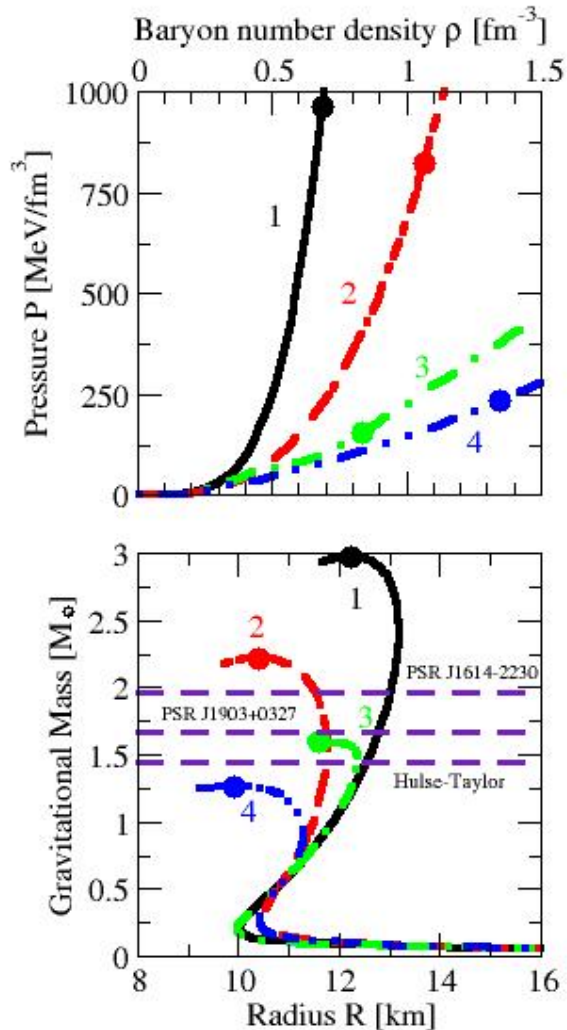 Baryon number density ρ [fm⁻³]
0 0.5 1 1.5
1000
750
500
250
0
Pressure P [MeV/fm³]
1
2
3
4
3
2.5
2
1.5
1
0.5
0
Gravitational Mass [M☉]
1
2
PSR J1614-2230
PSR J1903+0327
3
Hulse-Taylor
4
8 10 12 14 16
Radius R [km]